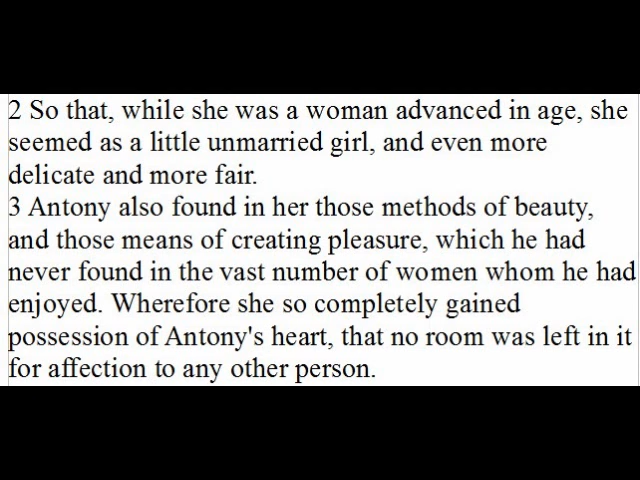 2 So that, while she was a woman advanced in age, she
seemed as a little unmarried girl, and even more
delicate and more fair.
3 Antony also found in her those methods of beauty,
and those means of creating pleasure, which he had
never found in the vast number of women whom he had
enjoyed. Wherefore she so completely gained
possession of Antony's heart, that no room was left in it
for affection to any other person.